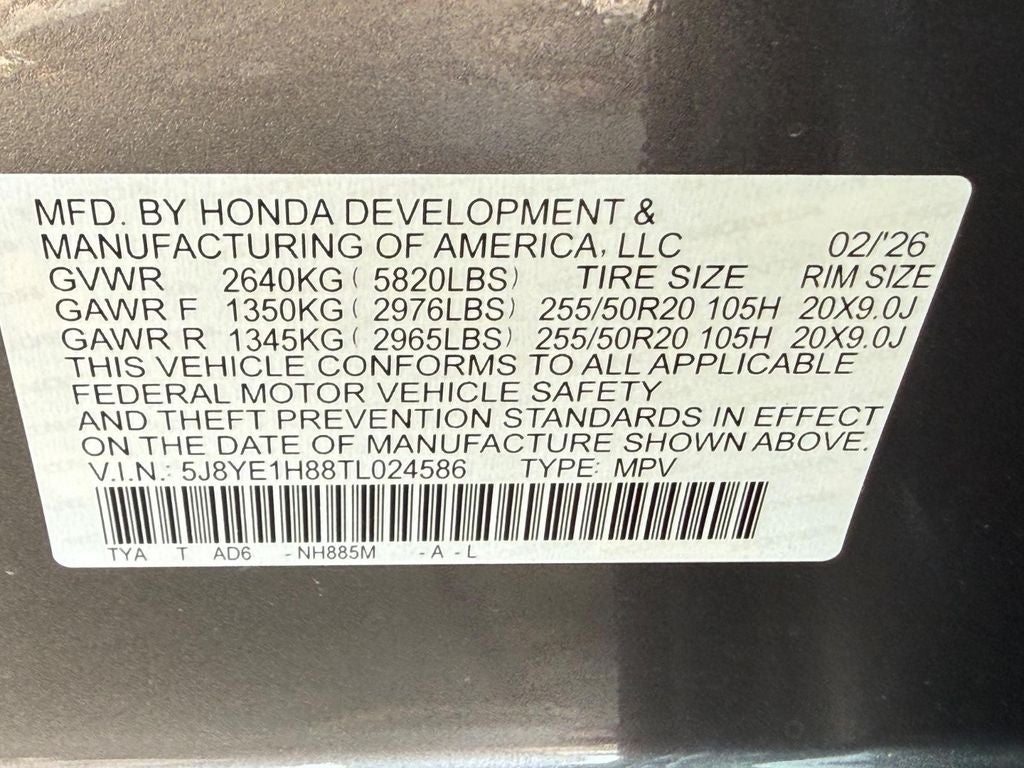 MFD. BY HONDA DEVELOPMENT &
MANUFACTURING OF AMERICA, LLC 02/'26
GVWR 2640KG ( 5820LBS) TIRE SIZE RIM SIZE
GAWR F 1350KG ( 2976LBS) 255/50R20 105H 20X9.0J
GAWR R 1345KG ( 2965LBS) 255/50R20 105H 20X9.0J
THIS VEHICLE CONFORMS TO ALL APPLICABLE
FEDERAL MOTOR VEHICLE SAFETY
AND THEFT PREVENTION STANDARDS IN EFFECT
ON THE DATE OF MANUFACTURE SHOWN ABOVE.
V.I.N.: 5J8YE1H88TL024586 TYPE: MPV
TYA T AD6 -NH885M -A -L